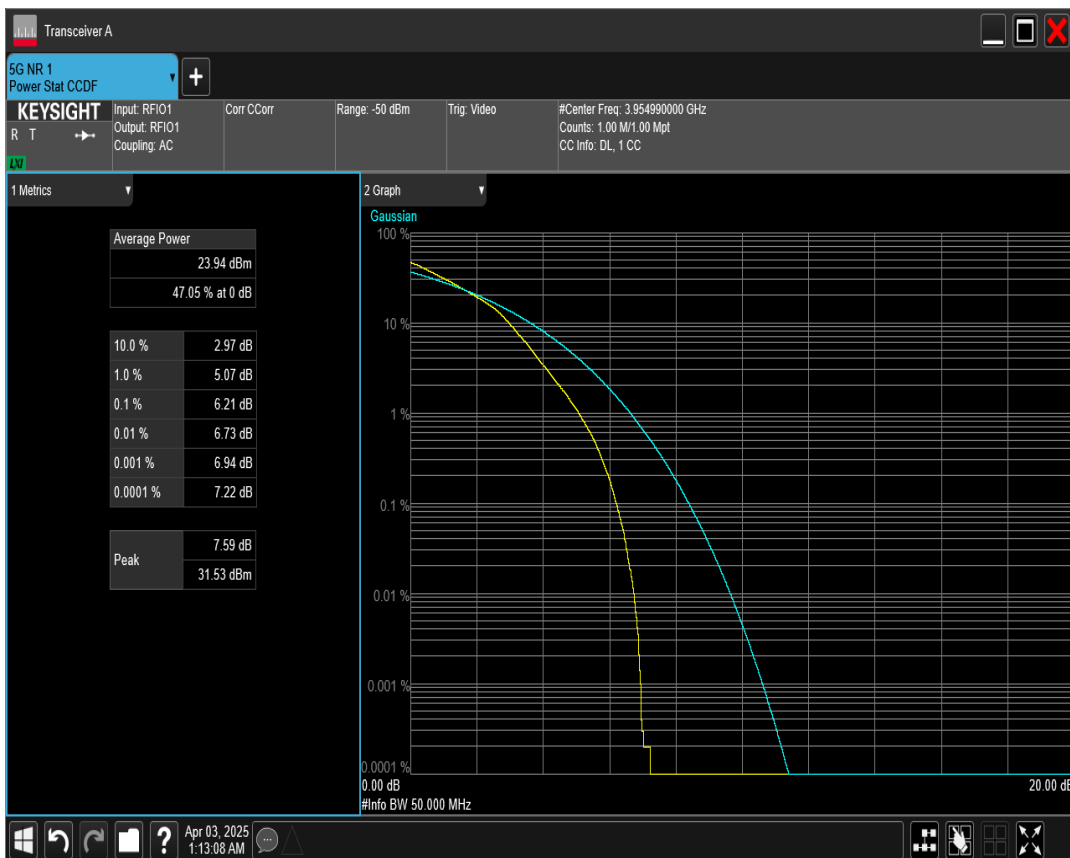 Transceiver A
5G NR 1
Power Stat CCDF
+
KEYSIGHT
R T
LXI
Input: RFIO1
Output: RFIO1
Coupling: AC
Corr CCorr
Range: -50 dBm
Trig: Video
#Center Freq: 3.954990000 GHz
Counts: 1.00 M/1.00 Mpt
CC Info: DL, 1 CC
1 Metrics
Average Power
23.94 dBm
47.05 % at 0 dB
10.0 % 2.97 dB
1.0 % 5.07 dB
0.1 % 6.21 dB
0.01 % 6.73 dB
0.001 % 6.94 dB
0.0001 % 7.22 dB
Peak
7.59 dB
31.53 dBm
2 Graph
Gaussian
100 %
10 %
1 %
0.1 %
0.01 %
0.001 %
0.0001 %
0.00 dB 20.00 dB
#Info BW 50.000 MHz
?
Apr 03, 2025
1:13:08 AM